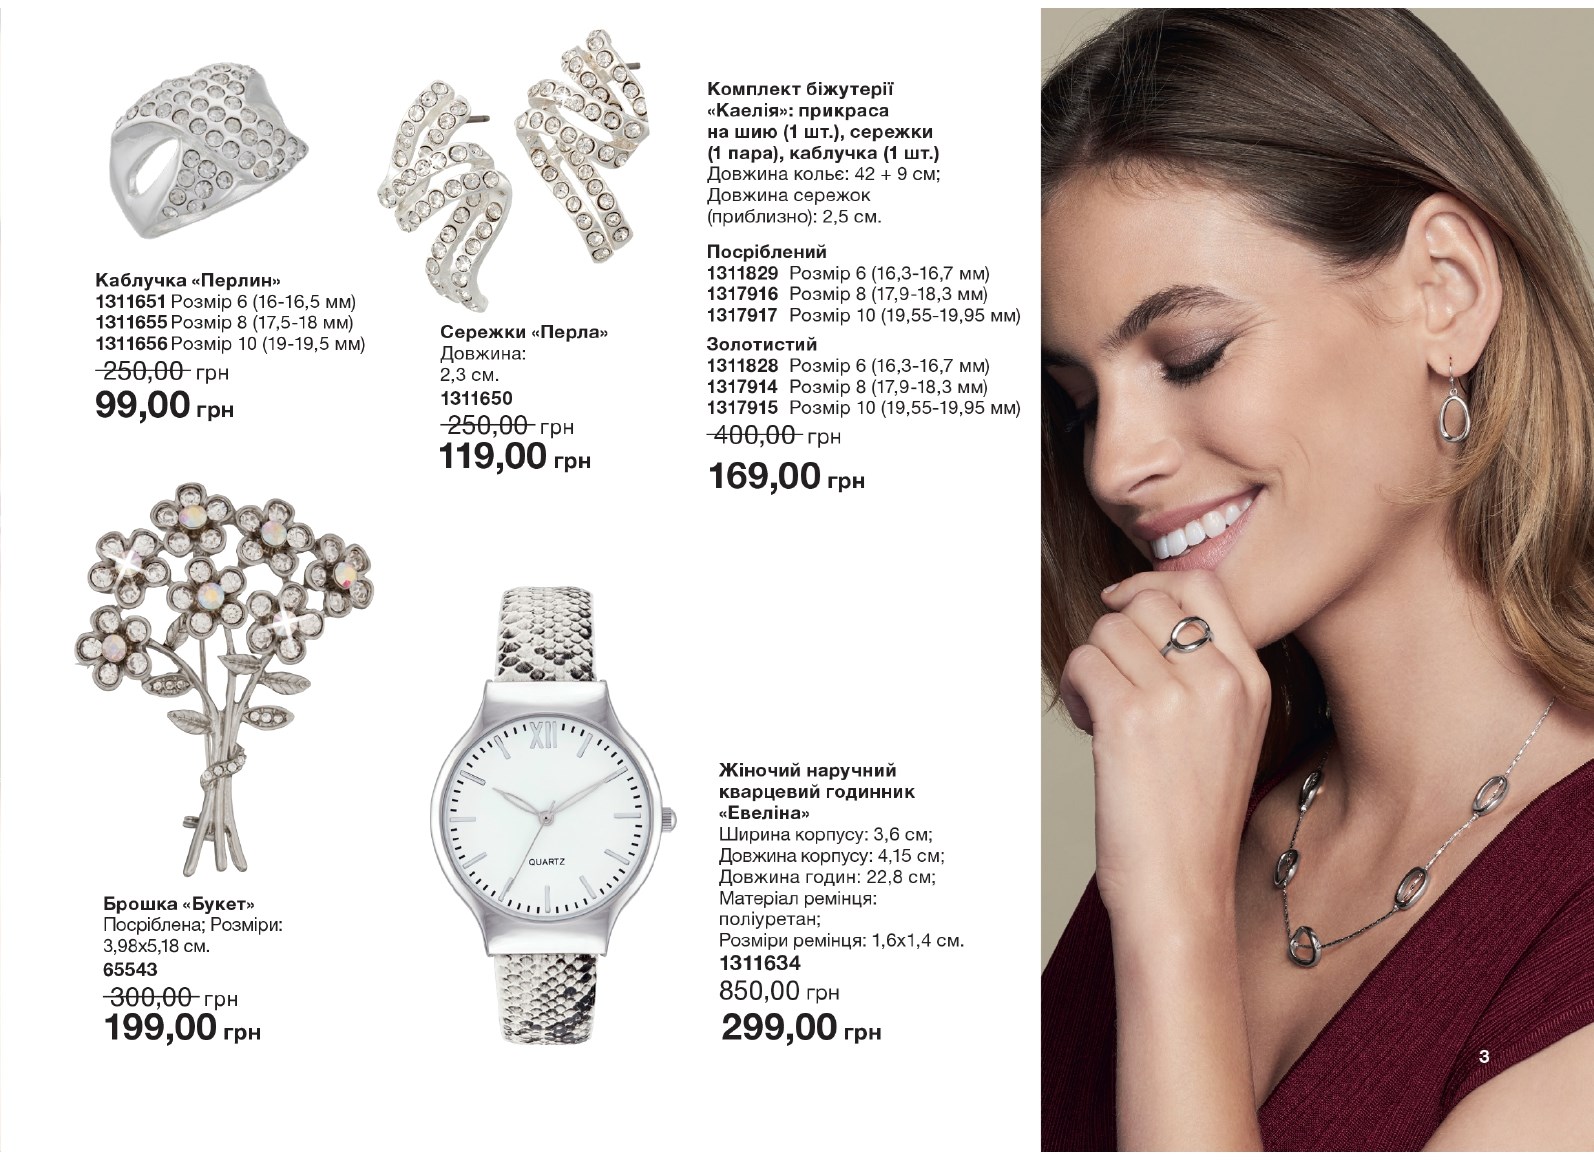 Каблучка «Перлин»
1311651 Розмір 6 (16-16,5 мм)
1311655 Розмір 8 (17,5-18 мм)
1311656 Розмір 10 (19-19,5 мм)
250,00 грн
99,00 грн
Сережки «Перла»
Довжина:
2,3 см.
1311650
250,00 грн
119,00 грн
Комплект біжутерії
«Каелія»: прикраса
на шию (1 шт.), сережки
(1 пара), каблучка (1 шт.)
Довжина кольє: 42 + 9 см;
Довжина сережок
(приблизно): 2,5 см.
Посріблений
1311829 Розмір 6 (16,3-16,7 мм)
1317916 Розмір 8 (17,9-18,3 мм)
1317917 Розмір 10 (19,55-19,95 мм)
Золотистий
1311828 Розмір 6 (16,3-16,7 мм)
1317914 Розмір 8 (17,9-18,3 мм)
1317915 Розмір 10 (19,55-19,95 мм)
400,00 грн
169,00 грн
Брошка «Букет»
Посріблена; Розміри:
3,98х5,18 см.
65543
300,00 грн
199,00 грн
XII
QUARTZ
Жіночий наручний
кварцевий годинник
«Евеліна»
Ширина корпусу: 3,6 см;
Довжина корпусу: 4,15 см;
Довжина годин: 22,8 см;
Матеріал ремінця:
поліуретан;
Розміри ремінця: 1,6х1,4 см.
1311634
850,00 грн
299,00 грн
3